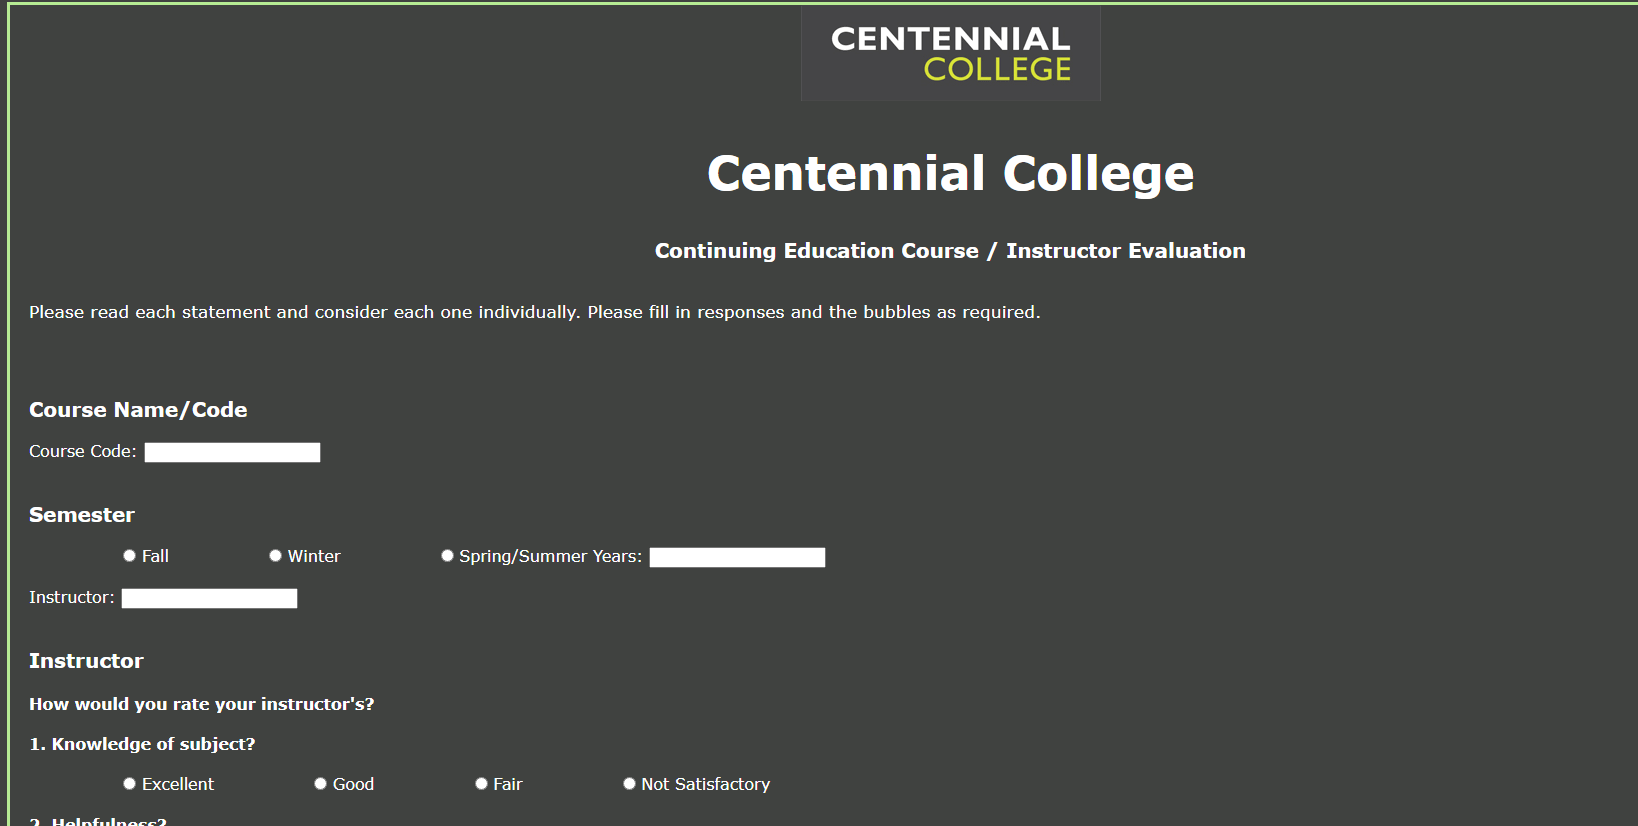 CENTENNIAL
COLLEGE
Centennial College
Continuing Education Course / Instructor Evaluation
Please read each statement and consider each one individually. Please fill in responses and the bubbles as required.
Course Name/Code
Course Code:
Semester
Fall Winter Spring/Summer Years:
Instructor:
Instructor
How would you rate your instructor's?
1. Knowledge of subject?
Excellent Good Fair Not Satisfactory
2. Helpfulness?